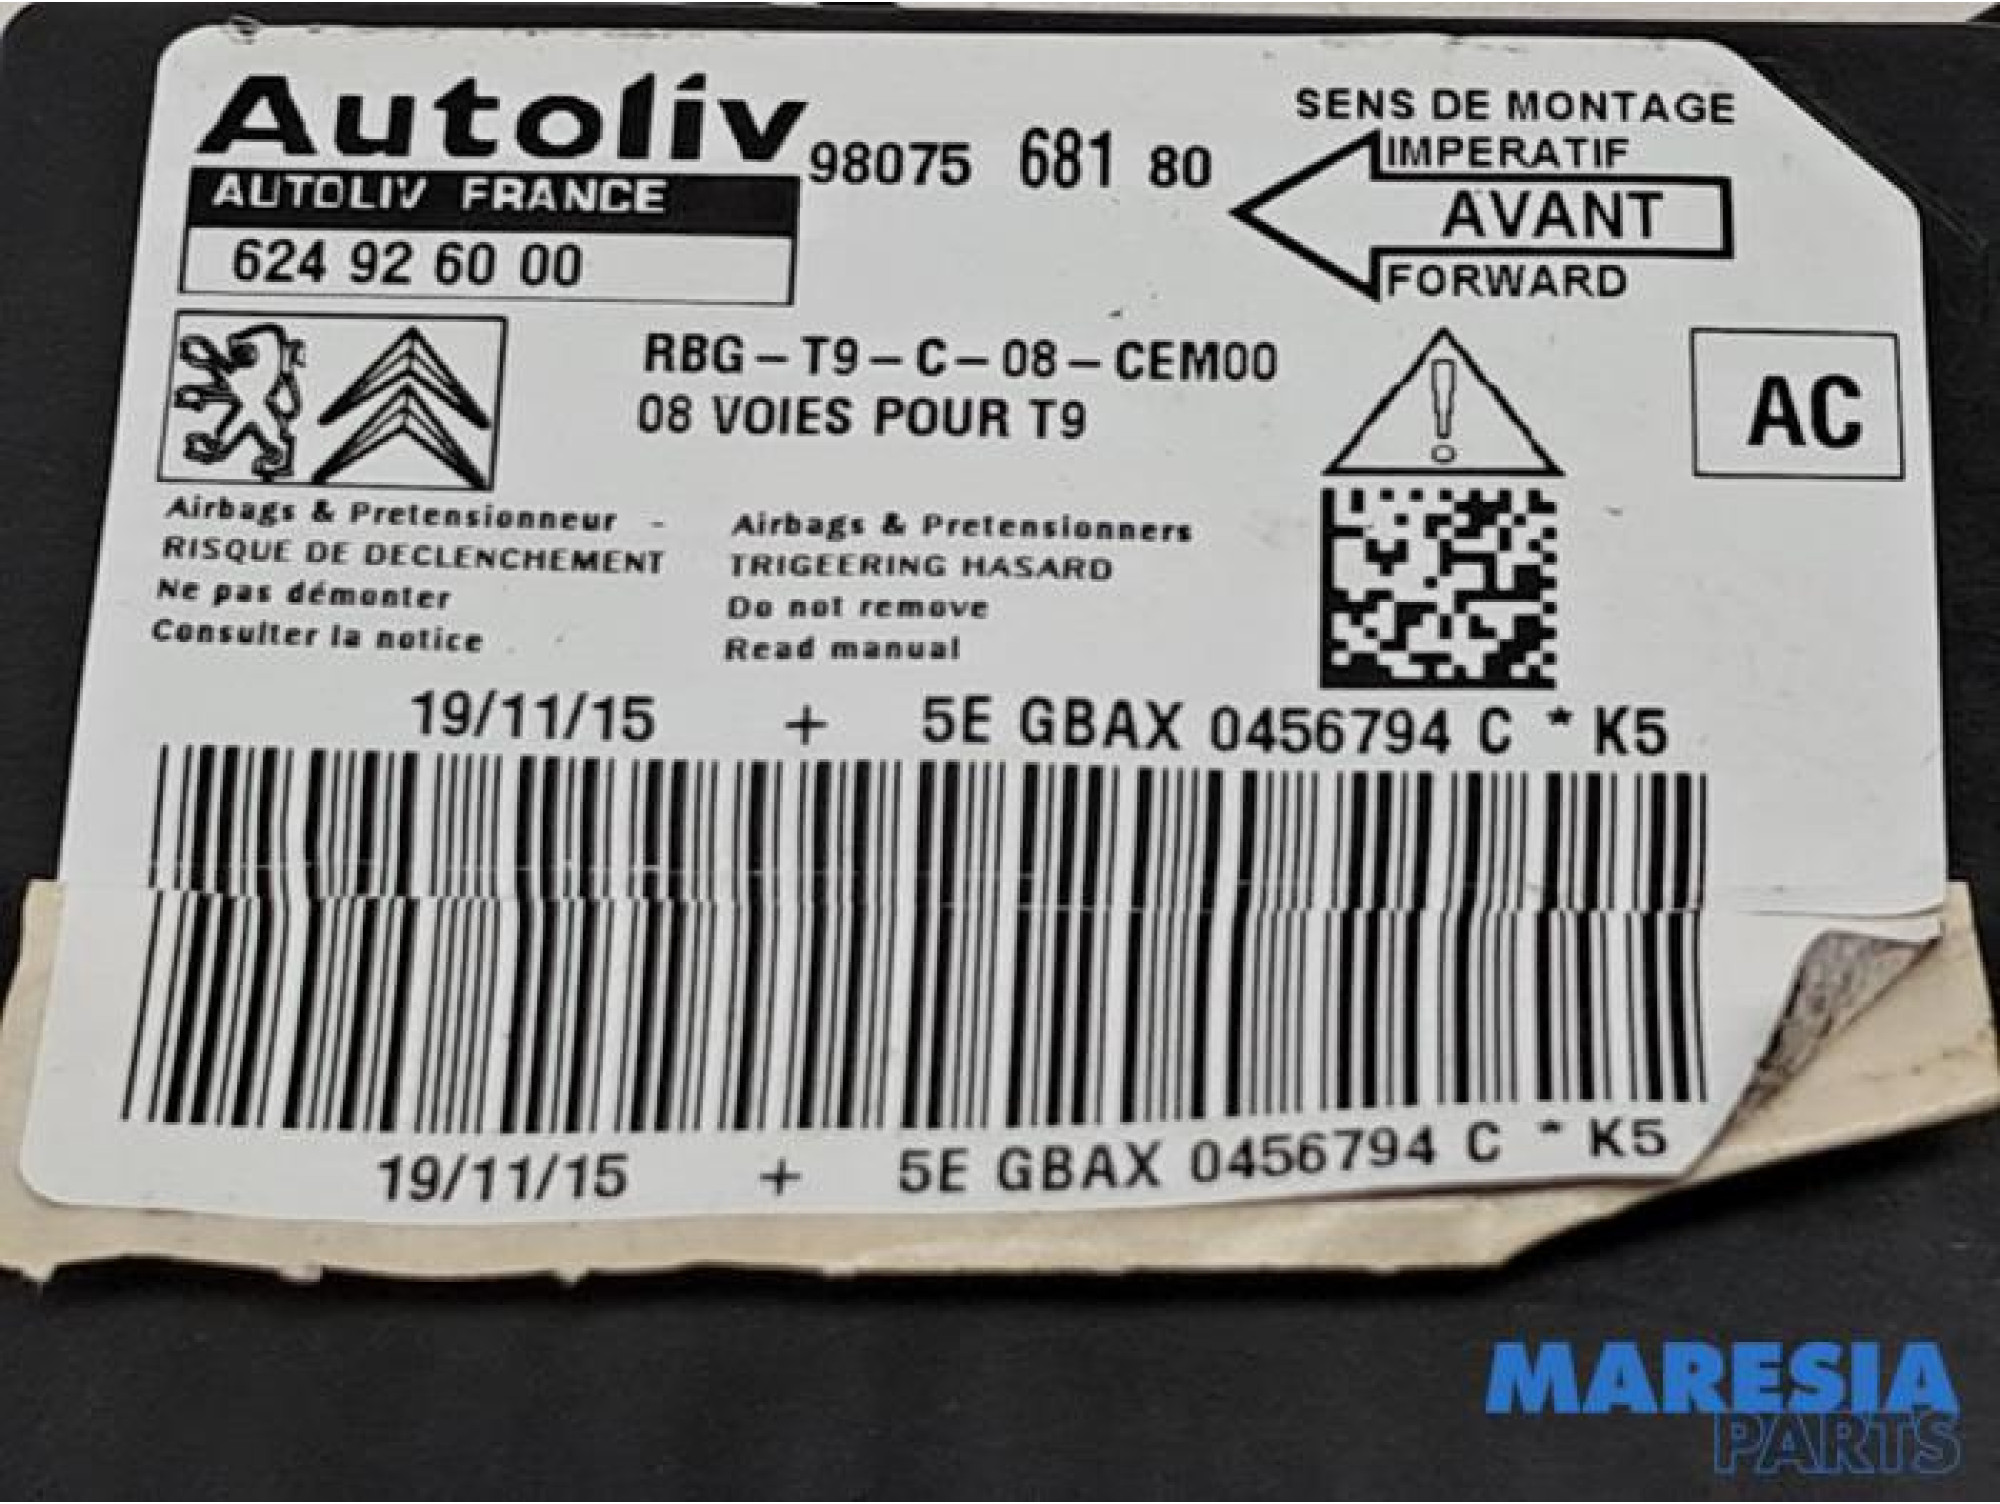 Autoliv
98075 681 80
AUTOLIV FRANCE
624 92 60 00
SENS DE MONTAGE
IMPERATIF
AVANT
FORWARD
RBG-T9-C-08-CEM00
08 VOIES POUR T9
AC
Airbags & Pretensionneur -
RISQUE DE DECLENCHEMENT
Ne pas démonter
Consulter la notice
Airbags & Pretensionners
TRIGEERING HASARD
Do not remove
Read manual
19/11/15 + 5E GBAX 0456794 C * K5
19/11/15 + 5E GBAX 0456794 C * K5
MARESIA
PARTS